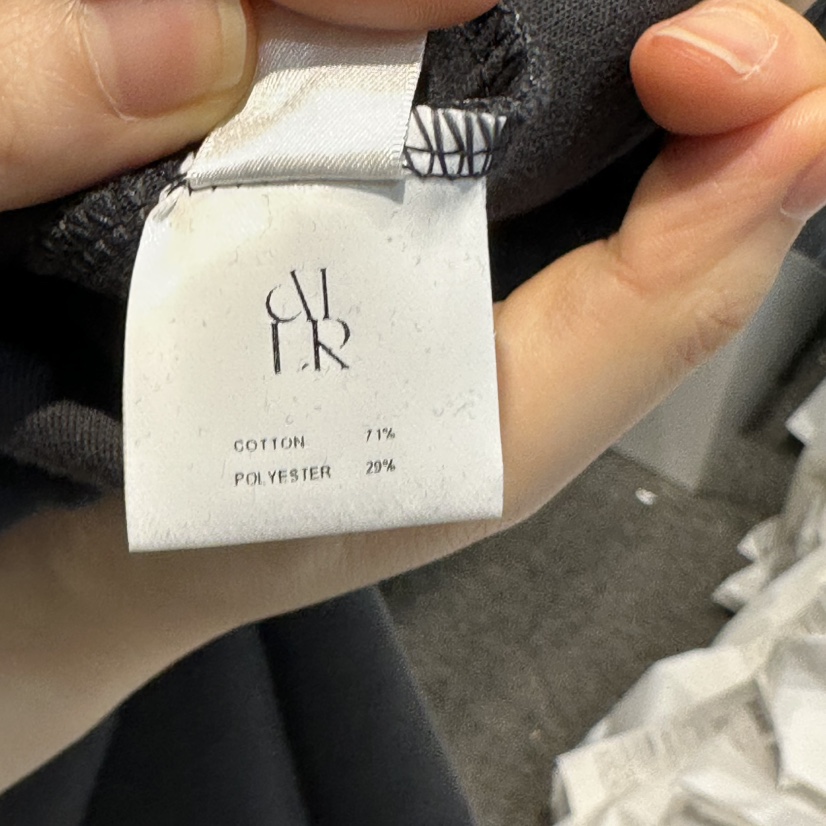 COTTON 71%
POLYESTER 29%